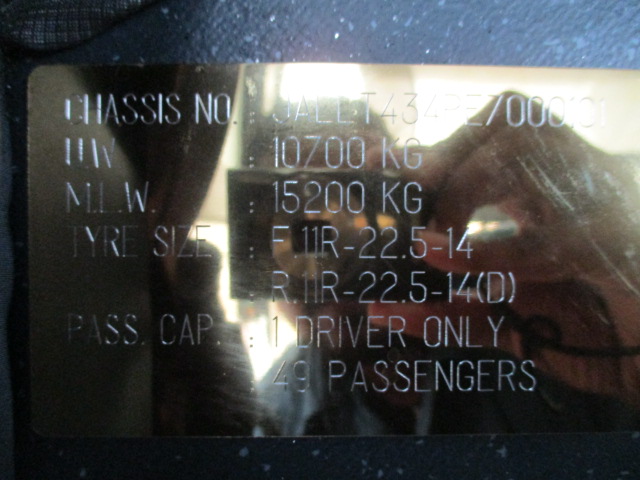 CHASSIS NO. :
UW : 10700 KG
M.L.W. : 15200 KG
TYRE SIZE : F.11R-22.5-14
: R.11R-22.5-14(D)
PASS. CAP. : 1 DRIVER ONLY
: 49 PASSENGERS